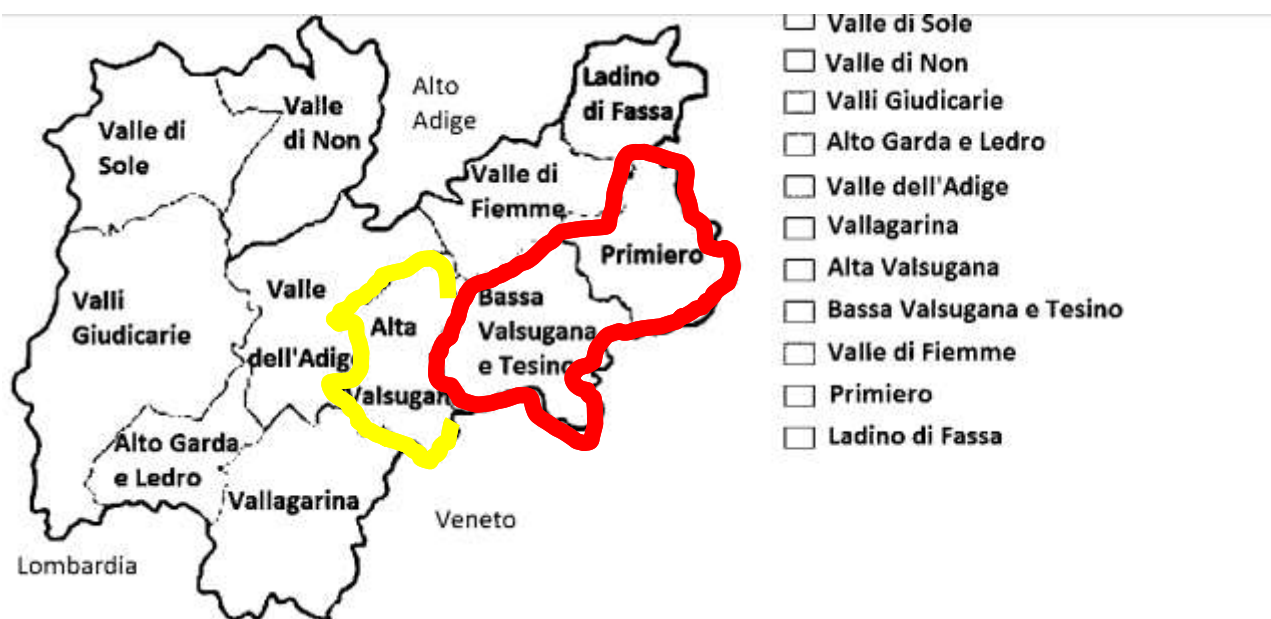 Valle di
Sole
Valle
di Non
Alto
Adige
Ladino
di Fassa
Valle di
Fiemme
Primiero
Valli
Giudicarie
Valle
dell'Adig
Alta
Valsugan
Bassa
Valsugana
e Tesino
Alto Garda
e Ledro
Vallagarina
Veneto
Lombardia
Valle di Sole
Valle di Non
Valli Giudicarie
Alto Garda e Ledro
Valle dell'Adige
Vallagarina
Alta Valsugana
Bassa Valsugana e Tesino
Valle di Fiemme
Primiero
Ladino di Fassa